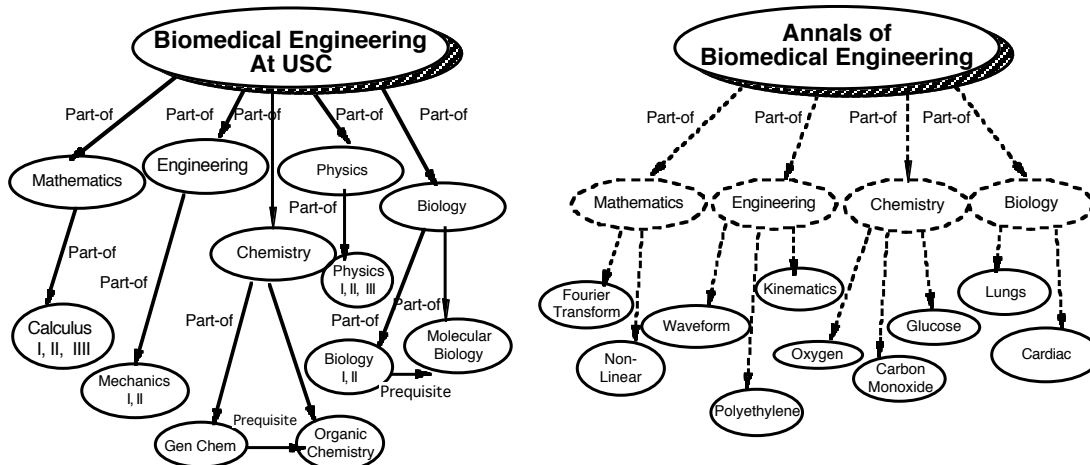 Biomedical Engineering
At USC
Part-of
Part-of
Part-of
Part-of
Part-of
Mathematics
Engineering
Physics
Biology
Chemistry
Part-of
Part-of
Part-of
Part-of
Part-of
Part-of
Calculus
I, II, IIII
Mechanics
I, II
Physics
I, II, III
Biology
I, II
Molecular
Biology
Prequisite
Gen Chem
Prequisite
Organic
Chemistry
Annals of
Biomedical Engineering
Part-of
Part-of
Part-of
Part-of
Mathematics
Engineering
Chemistry
Biology
Fourier
Transform
Non-
Linear
Waveform
Polyethylene
Kinematics
Oxygen
Carbon
Monoxide
Glucose
Lungs
Cardiac